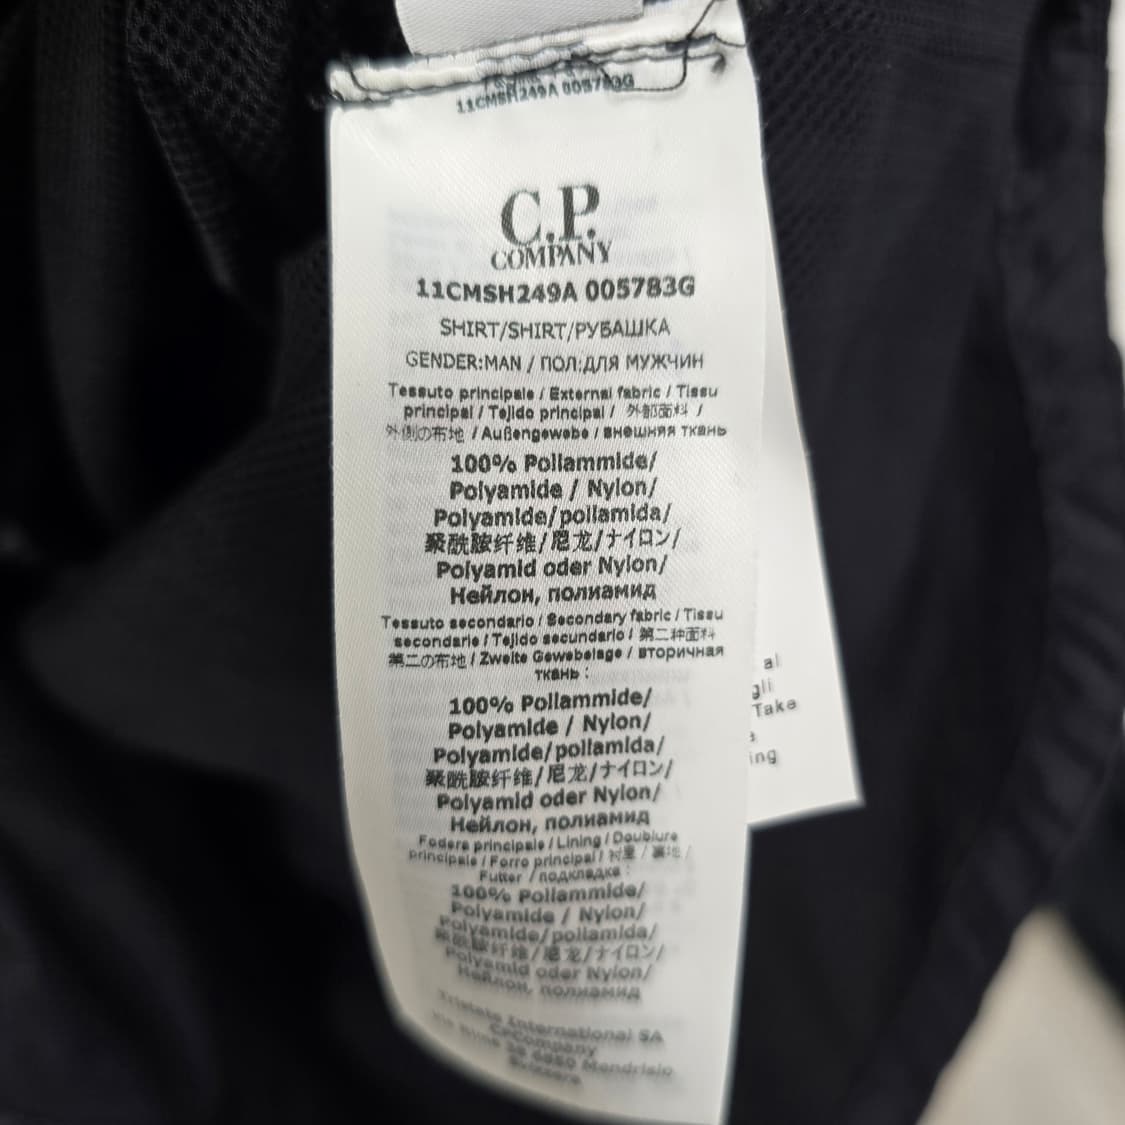 11CMSH249A 005783G
C.P.
COMPANY
11CMSH249A 005783G
SHIRT/SHIRT/РУБАШКА
GENDER:MAN / ПОЛ:ДЛЯ МУЖЧИН
Tessuto principale / External fabric / Tissu
principal / Tejido principal / 外部面料 /
外側の布地 / Außengewebe / внешняя ткань
100% Poliammide/
Polyamide / Nylon/
Polyamide/poliamida/
聚酰胺纤维/尼龙/ナイロン/
Polyamid oder Nylon/
Нейлон, полиамид
Tessuto secondario / Secondary fabric / Tissu
secondarie / Tejido secundario / 第二种面料
第二の布地 / Zweite Gewebelage / вторичная
ткань :
100% Poliammide/
Polyamide / Nylon/
Polyamide/poliamida/
聚酰胺纤维/尼龙/ナイロン/
Polyamid oder Nylon/
Нейлон, полиамид
Fodera principale / Lining / Doublure
principale / Forro principal / 衬里 / 裏地 /
Futter / подкладка :
100% Poliammide/
Polyamide / Nylon/
Polyamide/poliamida/
聚酰胺纤维/尼龙/ナイロン/
Polyamid oder Nylon/
Нейлон, полиамид
Tristate International SA
CPCompany
6850 Mendrisio
Svizzera
al
gli
Take
a
ing